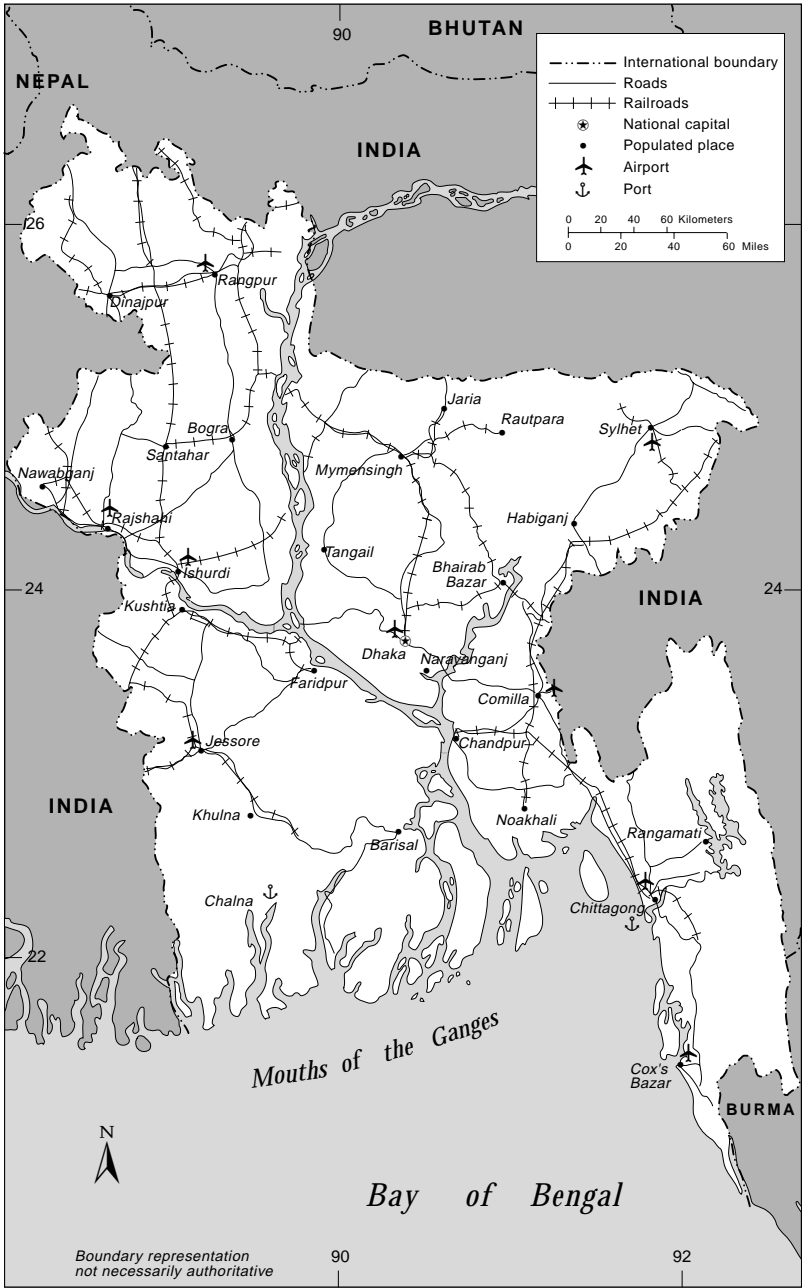 90
BHUTAN
NEPAL
INDIA
International boundary
Roads
Railroads
National capital
Populated place
Airport
Port
0 20 40 60 Kilometers
0 20 40 60 Miles
26
Rangpur
Dinajpur
Jaria
Rautpara
Sylhet
Bogra
Santahar
Mymensingh
Nawabganj
Rajshani
Habiganj
Tangail
Bhairab
Bazar
Ishurdi
24
24
INDIA
Kushtia
Dhaka
Narayanganj
Faridpur
Comilla
Jessore
Chandpur
INDIA
Khulna
Noakhali
Barisal
Rangamati
Chalna
Chittagong
22
Mouths of the Ganges
Cox's
Bazar
BURMA
N
Bay of Bengal
Boundary representation
not necessarily authoritative
90
92